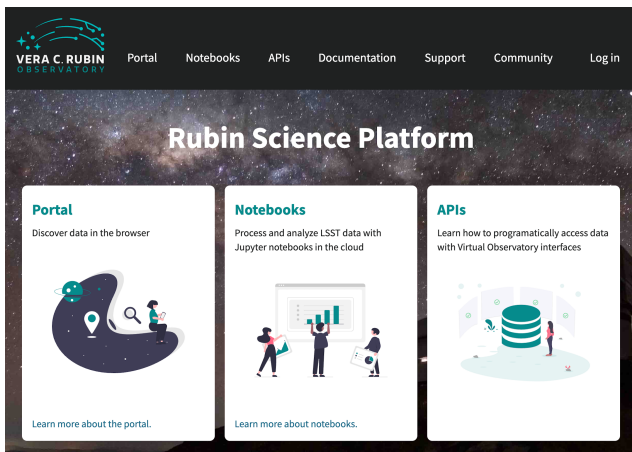 VERA C. RUBIN
OBSERVATORY
Portal Notebooks APIs Documentation Support Community Log in
Rubin Science Platform
Portal
Discover data in the browser
Learn more about the portal.
Notebooks
Process and analyze LSST data with
Jupyter notebooks in the cloud
Learn more about notebooks.
APIs
Learn how to programatically access data
with Virtual Observatory interfaces